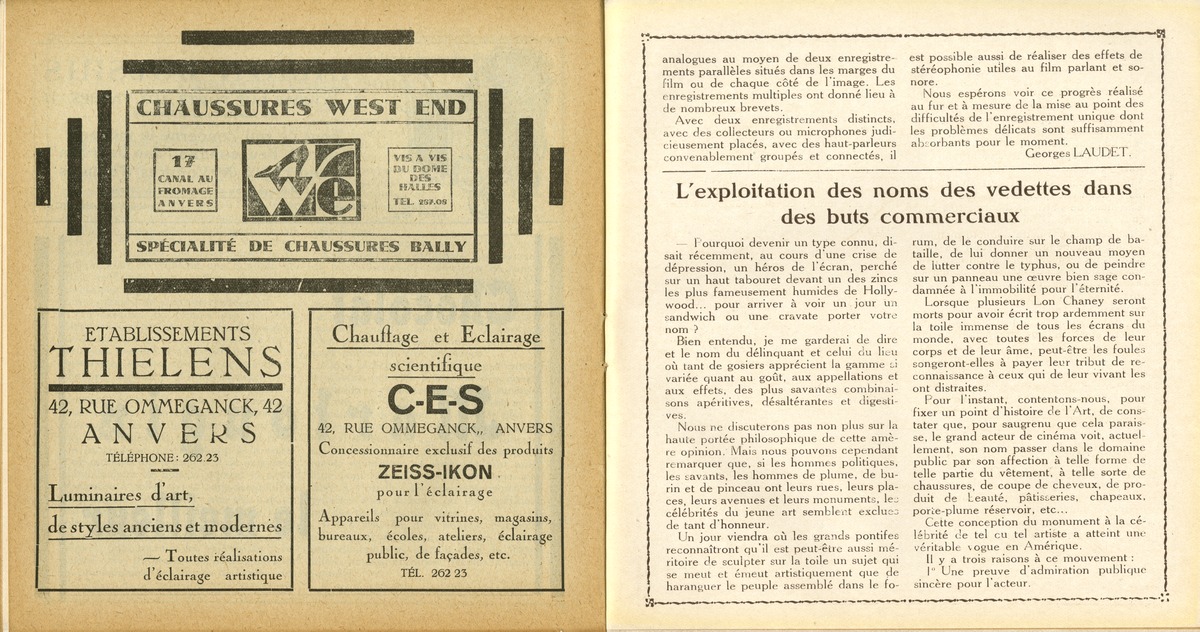 CHAUSSURES WEST END
17
CANAL AU
FROMAGE
ANVERS
We
VIS A VIS
DU DOME
DES
HALLES
TEL. 257.08
SPÉCIALITÉ DE CHAUSSURES BALLY
ETABLISSEMENTS
THIELENS
42, RUE OMMEGANCK, 42
ANVERS
TÉLÉPHONE: 262.23
Luminaires d'art,
de styles anciens et modernes
— Toutes réalisations
d'éclairage artistique
Chauffage et Eclairage
scientifique
C-E-S
42, RUE OMMEGANCK,, ANVERS
Concessionnaire exclusif des produits
ZEISS-IKON
pour l'éclairage
Appareils pour vitrines, magasins,
bureaux, écoles, ateliers, éclairage
public, de façades, etc.
TÉL. 262 23
analogues au moyen de deux enregistre-
ments parallèles situés dans les marges du
film ou de chaque côté de l'image. Les
enregistrements multiples ont donné lieu à
de nombreux brevets.
Avec deux enregistrements distincts,
avec des collecteurs ou microphones judi-
cieusement placés, avec des haut-parleurs
convenablement groupés et connectés, il
est possible aussi de réaliser des effets de
stéréophonie utiles au film parlant et so-
nore.
Nous espérons voir ce progrès réalisé
au fur et à mesure de la mise au point des
difficultés de l'enregistrement unique dont
les problèmes délicats sont suffisamment
absorbants pour le moment.
Georges LAUDET.
L'exploitation des noms des vedettes dans
des buts commerciaux
— Pourquoi devenir un type connu, di-
sait récemment, au cours d'une crise de
dépression, un héros de l'écran, perché
sur un haut tabouret devant un des zincs
les plus fameusement humides de Holly-
wood... pour arriver à voir un jour un
sandwich ou une cravate porter votre
nom ?
Bien entendu, je me garderai de dire
et le nom du délinquant et celui du lieu
où tant de gosiers apprécient la gamme si
variée quant au goût, aux appellations et
aux effets, des plus savantes combinai-
sons apéritives, désaltérantes et digesti-
ves.
Nous ne discuterons pas non plus sur la
haute portée philosophique de cette amè-
re opinion. Mais nous pouvons cependant
remarquer que, si les hommes politiques,
les savants, les hommes de plume, de bu-
rin et de pinceau ont leurs rues, leurs pla-
ces, leurs avenues et leurs monuments, les
célébrités du jeune art semblent exclues
de tant d'honneur.
Un jour viendra où les grands pontifes
reconnaîtront qu'il est peut-être aussi mé-
ritoire de sculpter sur la toile un sujet qui
se meut et émeut artistiquement que de
haranguer le peuple assemblé dans le fo-
rum, de le conduire sur le champ de ba-
taille, de lui donner un nouveau moyen
de lutter contre le typhus, ou de peindre
sur un panneau une œuvre bien sage con-
damnée à l'immobilité pour l'éternité.
Lorsque plusieurs Lon Chaney seront
morts pour avoir écrit trop ardemment sur
la toile immense de tous les écrans du
monde, avec toutes les forces de leur
corps et de leur âme, peut-être les foules
songeront-elles à payer leur tribut de re-
connaissance à ceux qui de leur vivant les
ont distraites.
Pour l'instant, contentons-nous, pour
fixer un point d'histoire de l'Art, de cons-
tater que, pour saugrenu que cela parais-
se, le grand acteur de cinéma voit, actuel-
lement, son nom passer dans le domaine
public par son affection à telle forme de
telle partie du vêtement, à telle sorte de
chaussures, de coupe de cheveux, de pro-
duit de beauté, pâtisseries, chapeaux,
porte-plume réservoir, etc...
Cette conception du monument à la cé-
lébrité de tel ou tel artiste a atteint une
véritable vogue en Amérique.
Il y a trois raisons à ce mouvement :
1° Une preuve d'admiration publique
sincère pour l'acteur.